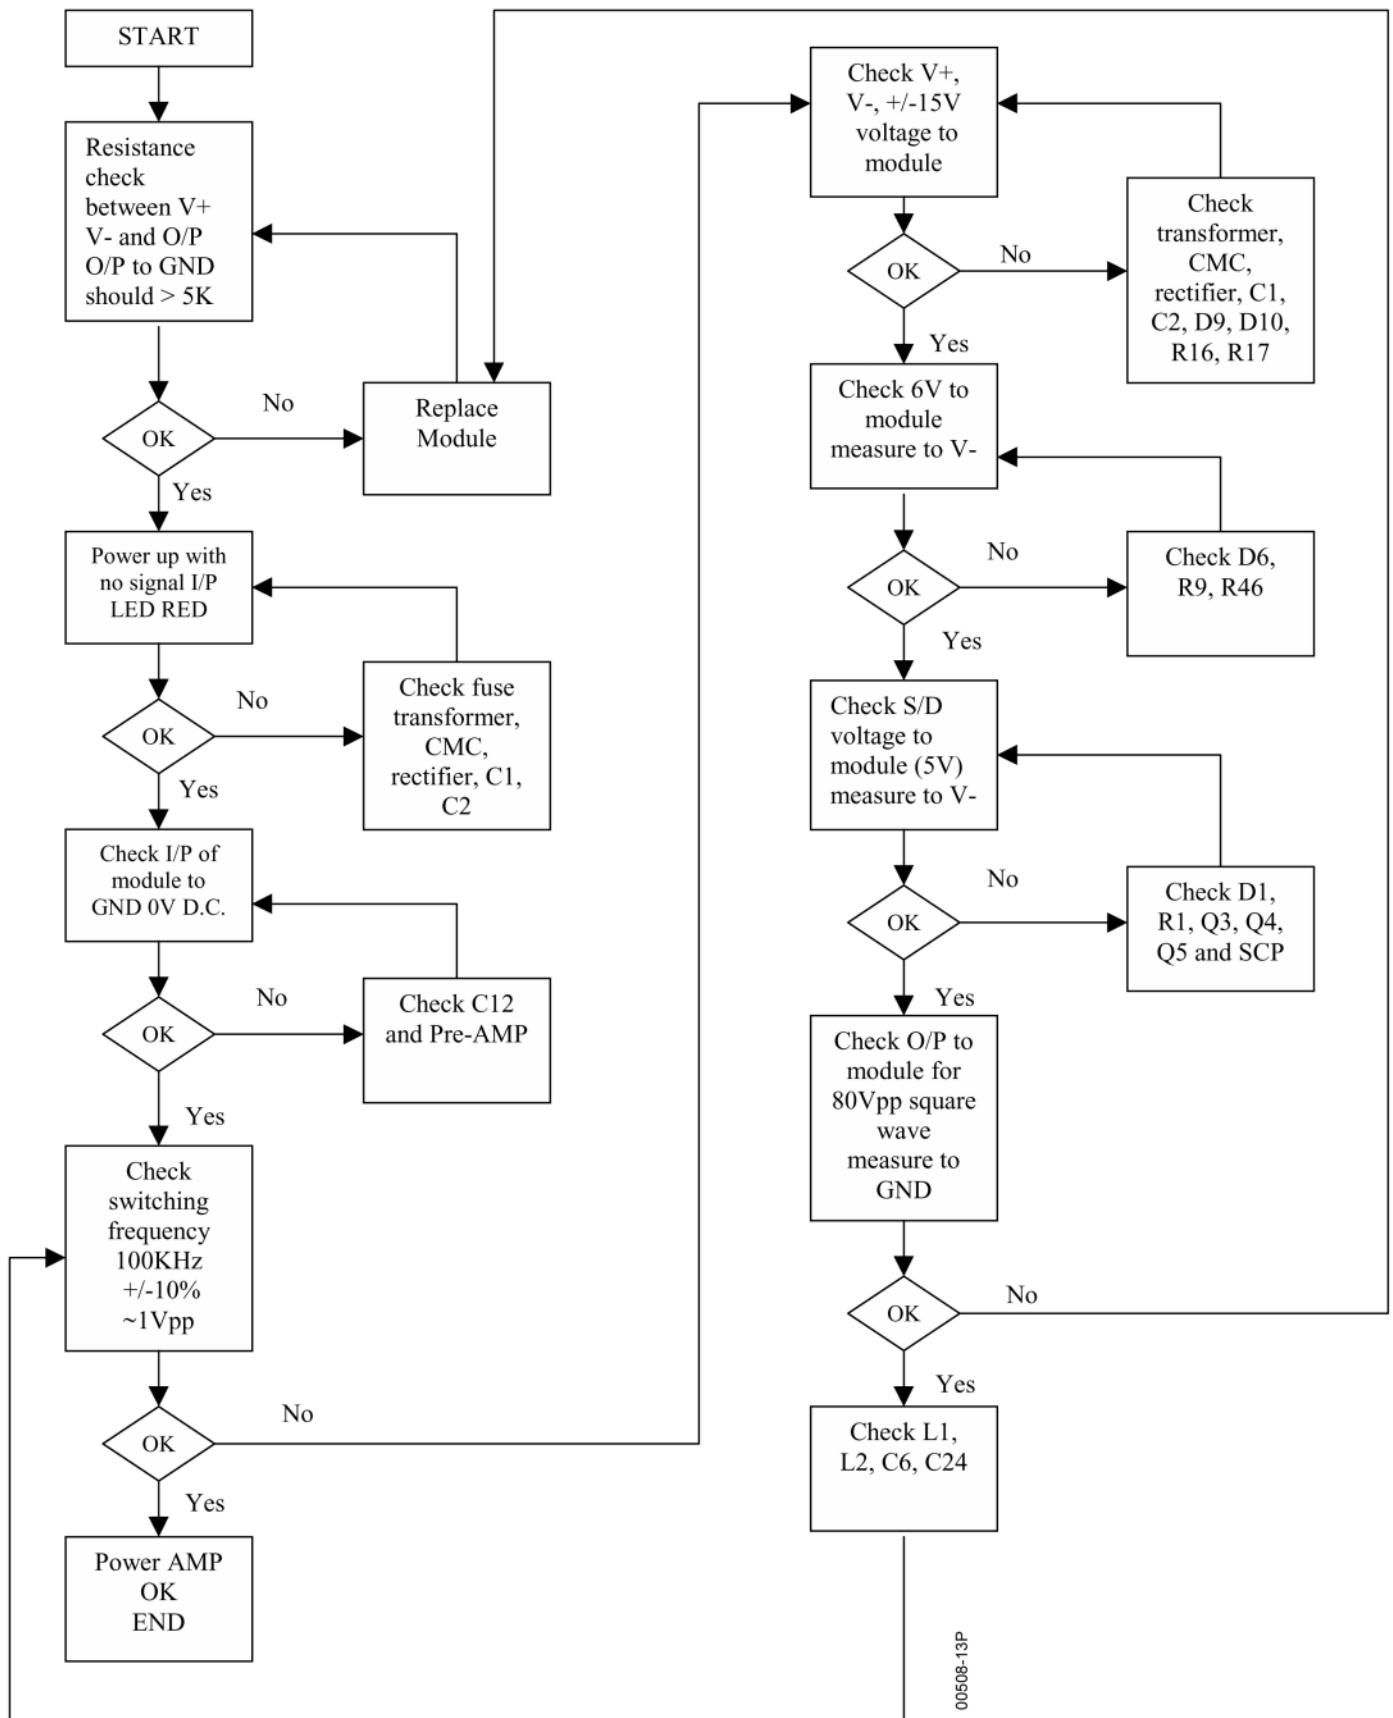 START
Resistance
check
between V+
V- and O/P
O/P to GND
should > 5K
OK
No
Replace
Module
Yes
Power up with
no signal I/P
LED RED
OK
No
Check fuse
transformer,
CMC,
rectifier, C1,
C2
Yes
Check I/P of
module to
GND 0V D.C.
OK
No
Check C12
and Pre-AMP
Yes
Check
switching
frequency
100KHz
+/-10%
~1Vpp
OK
No
Yes
Power AMP
OK
END
Check V+,
V-, +/-15V
voltage to
module
OK
No
Check
transformer,
CMC,
rectifier, C1,
C2, D9, D10,
R16, R17
Yes
Check 6V to
module
measure to V-
OK
No
Check D6,
R9, R46
Yes
Check S/D
voltage to
module (5V)
measure to V-
OK
No
Check D1,
R1, Q3, Q4,
Q5 and SCP
Yes
Check O/P to
module for
80Vpp square
wave
measure to
GND
OK
No
Yes
Check L1,
L2, C6, C24
00508-13P